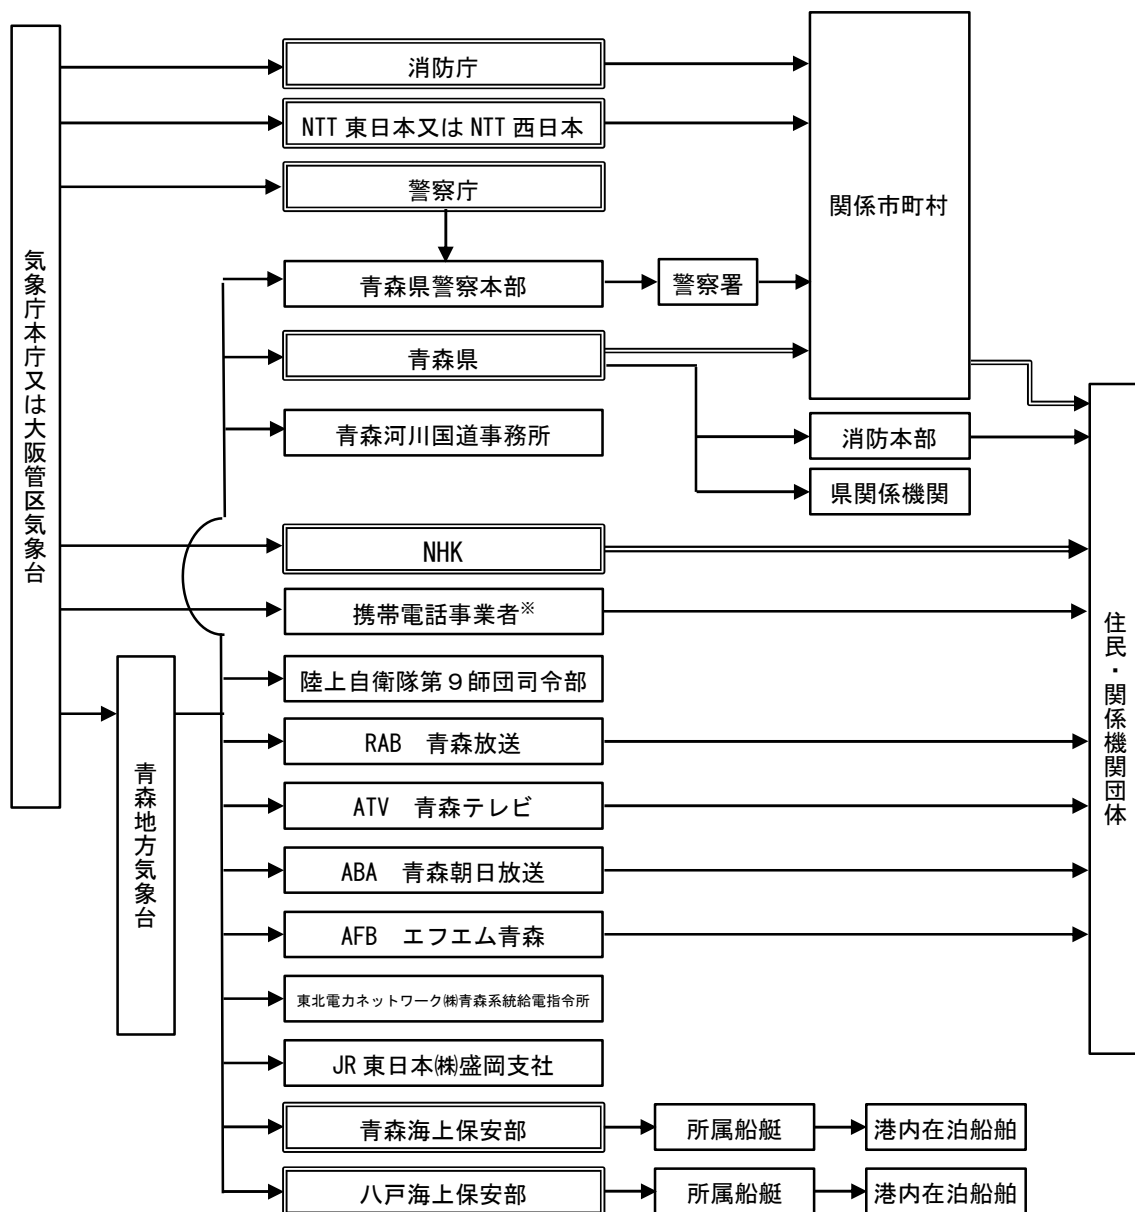 気象庁本庁又は大阪管区気象台
青森地方気象台
消防庁
NTT 東日本又は NTT 西日本
警察庁
青森県警察本部
警察署
青森県
青森河川国道事務所
関係市町村
消防本部
県関係機関
NHK
携帯電話事業者※
陸上自衛隊第９師団司令部
RAB 青森放送
ATV 青森テレビ
ABA 青森朝日放送
AFB エフエム青森
東北電力ネットワーク㈱青森系統給電指令所
JR 東日本㈱盛岡支社
青森海上保安部
所属船艇
港内在泊船舶
八戸海上保安部
所属船艇
港内在泊船舶
住民・関係機関団体